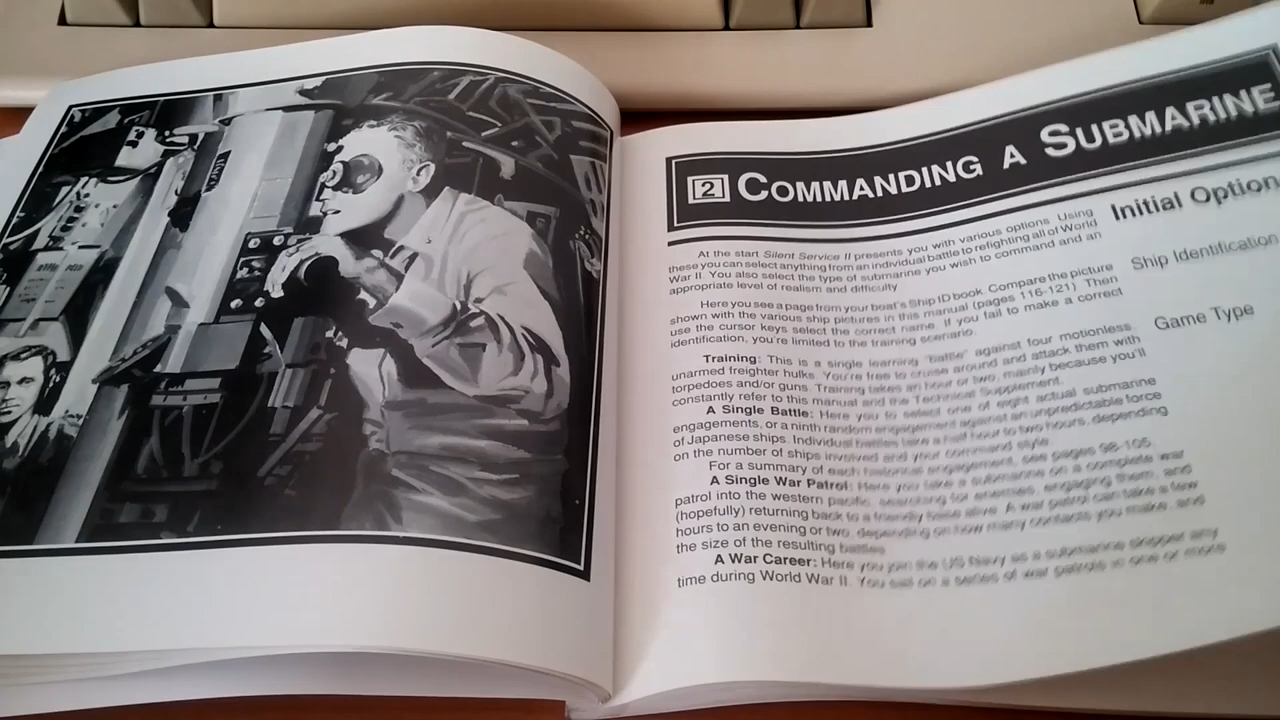 2 COMMANDING A SUBMARINE
Initial Option
At the start Silent Service II presents you with various options Using
these you can select anything from an individual battle to refighting all of World
War II. You also select the type of submarine you wish to command and an
appropriate level of realism and difficulty
Ship Identification
Here you see a page from your boat's Ship ID book. Compare the picture
shown with the various ship pictures in this manual (pages 116-121) Then
use the cursor keys select the correct name. If you fail to make a correct
identification, you're limited to the training scenario.
Game Type
Training: This is a single learning "battle" against four motionless
unarmed freighter hulks. You're free to cruise around and attack them with
torpedoes and/or guns. Training takes an hour or two, mainly because you'll
constantly refer to this manual and the Technical Supplement.
A Single Battle: Here you to select one of eight actual submarine
engagements, or a ninth random engagement against an unpredictable force
of Japanese ships. Individual battles take a half hour to two hours, depending
on the number of ships involved and your command style.
For a summary of each historical engagement, see pages 98-105.
A Single War Patrol: Here you take a submarine on a complete war
patrol into the western pacific, searching for enemies, engaging them, and
(hopefully) returning back to a friendly base alive. A war patrol can take a few
hours to an evening or two, depending on how many contacts you make, and
the size of the resulting battles
A War Career: Here you join the US Navy as a submarine skipper any
time during World War II. You sail on a series of war patrols in one or more